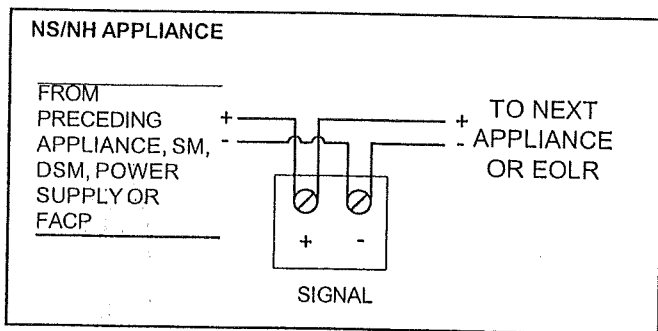 NS/NH APPLIANCE
FROM
PRECEDING
APPLIANCE, SM,
DSM, POWER
SUPPLY OR
FACP
+
-
+
-
TO NEXT
APPLIANCE
OR EOLR
+ -
SIGNAL